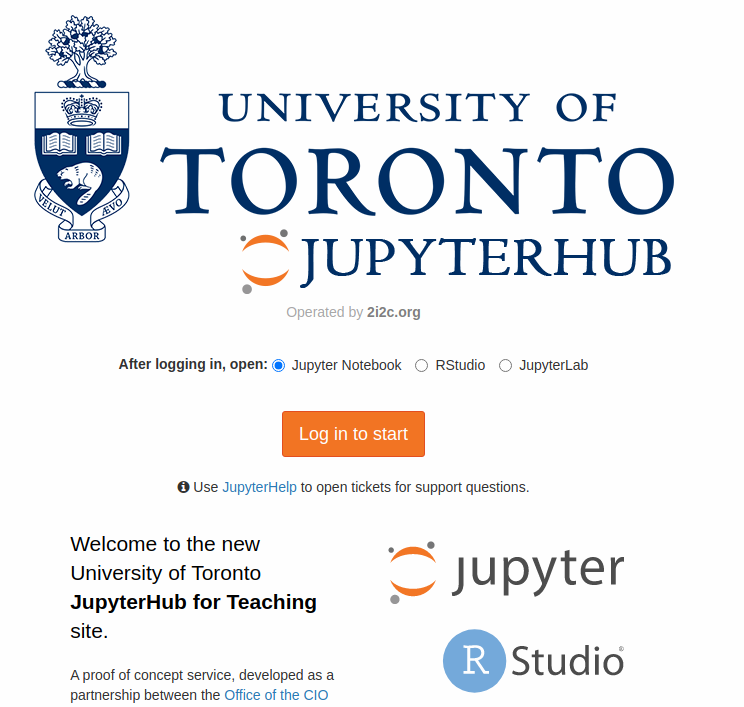 UNIVERSITY OF
TORONTO
JUPYTERHUB
VELUT
ARBOR
ÆVO
Operated by 2i2c.org
After logging in, open: Jupyter Notebook RStudio JupyterLab
Log in to start
Use JupyterHelp to open tickets for support questions.
Welcome to the new
University of Toronto
JupyterHub for Teaching
site.
A proof of concept service, developed as a
partnership between the Office of the CIO
jupyter
R Studio®